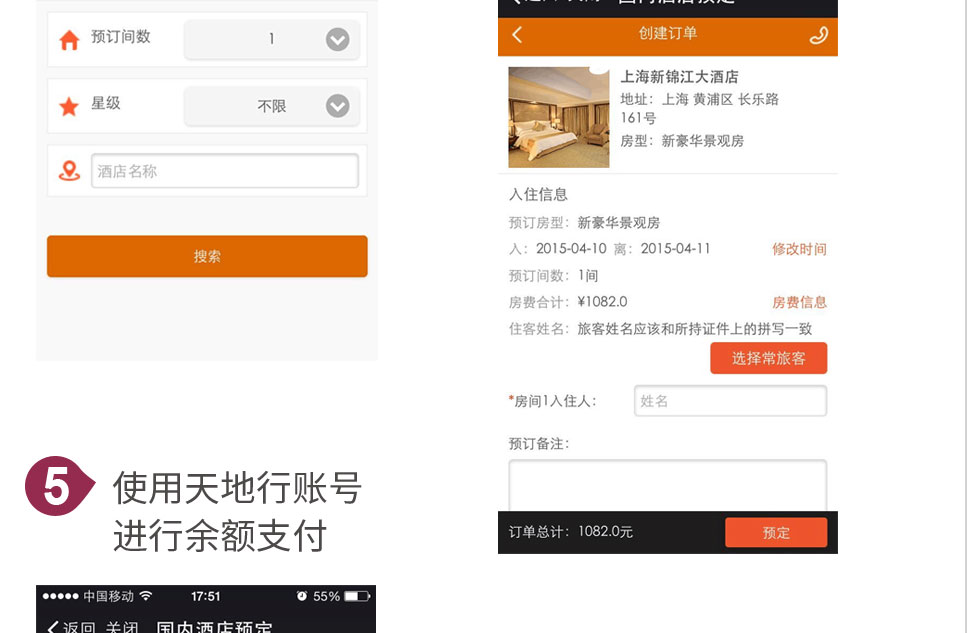 预订间数
1
星级
不限
酒店名称
搜索
5
使用天地行账号
进行余额支付
中国移动
17:51
55%
返回 关闭 国内酒店预定
创建订单
上海新锦江大酒店
地址：上海 黄浦区 长乐路
161号
房型：新豪华景观房
入住信息
预订房型：新豪华景观房
入：2015-04-10 离：2015-04-11 修改时间
预订间数：1间
房费合计：¥1082.0 房费信息
住客姓名：旅客姓名应该和所持证件上的拼写一致
选择常旅客
*房间1入住人：
姓名
预订备注：
订单总计：1082.0元
预定